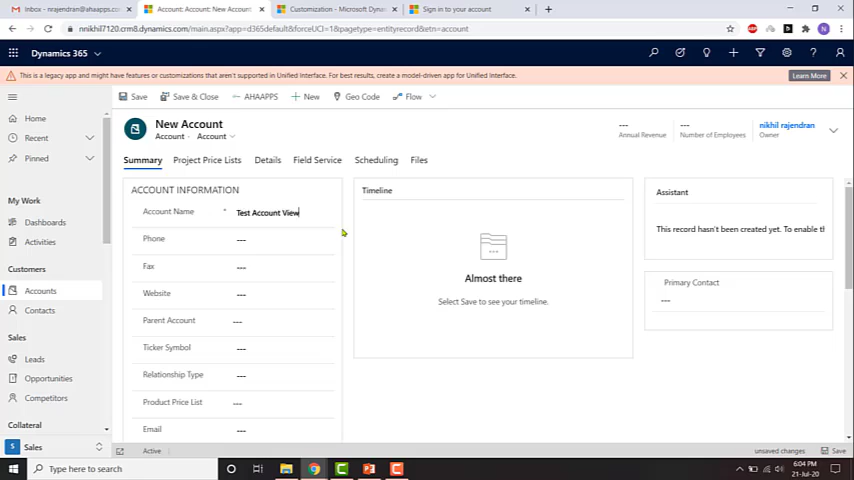 Inbox - nrajendran@ahaapps.com
Account: Account: New Account
Customization - Microsoft Dynam
Sign in to your account
nnikhil7120.crm8.dynamics.com/main.aspx?app=d365default&forceUCI=1&pagetype=entityrecord&etn=account
Dynamics 365
This is a legacy app and might have features or customizations that aren't supported in Unified Interface. For best results, create a model-driven app for Unified Interface.
Learn More
Save
Save & Close
AHAAPPS
New
Geo Code
Flow
New Account
Account · Account
---
Annual Revenue
---
Number of Employees
nikhil rajendran
Owner
Summary
Project Price Lists
Details
Field Service
Scheduling
Files
Home
Recent
Pinned
My Work
Dashboards
Activities
Customers
Accounts
Contacts
Sales
Leads
Opportunities
Competitors
Collateral
Sales
ACCOUNT INFORMATION
Account Name * Test Account View
Phone ---
Fax ---
Website ---
Parent Account ---
Ticker Symbol ---
Relationship Type ---
Product Price List ---
Email ---
Timeline
Almost there
Select Save to see your timeline.
Assistant
This record hasn't been created yet. To enable th
Primary Contact
---
Active
unsaved changes
Save
Type here to search
6:04 PM
21-Jul-20